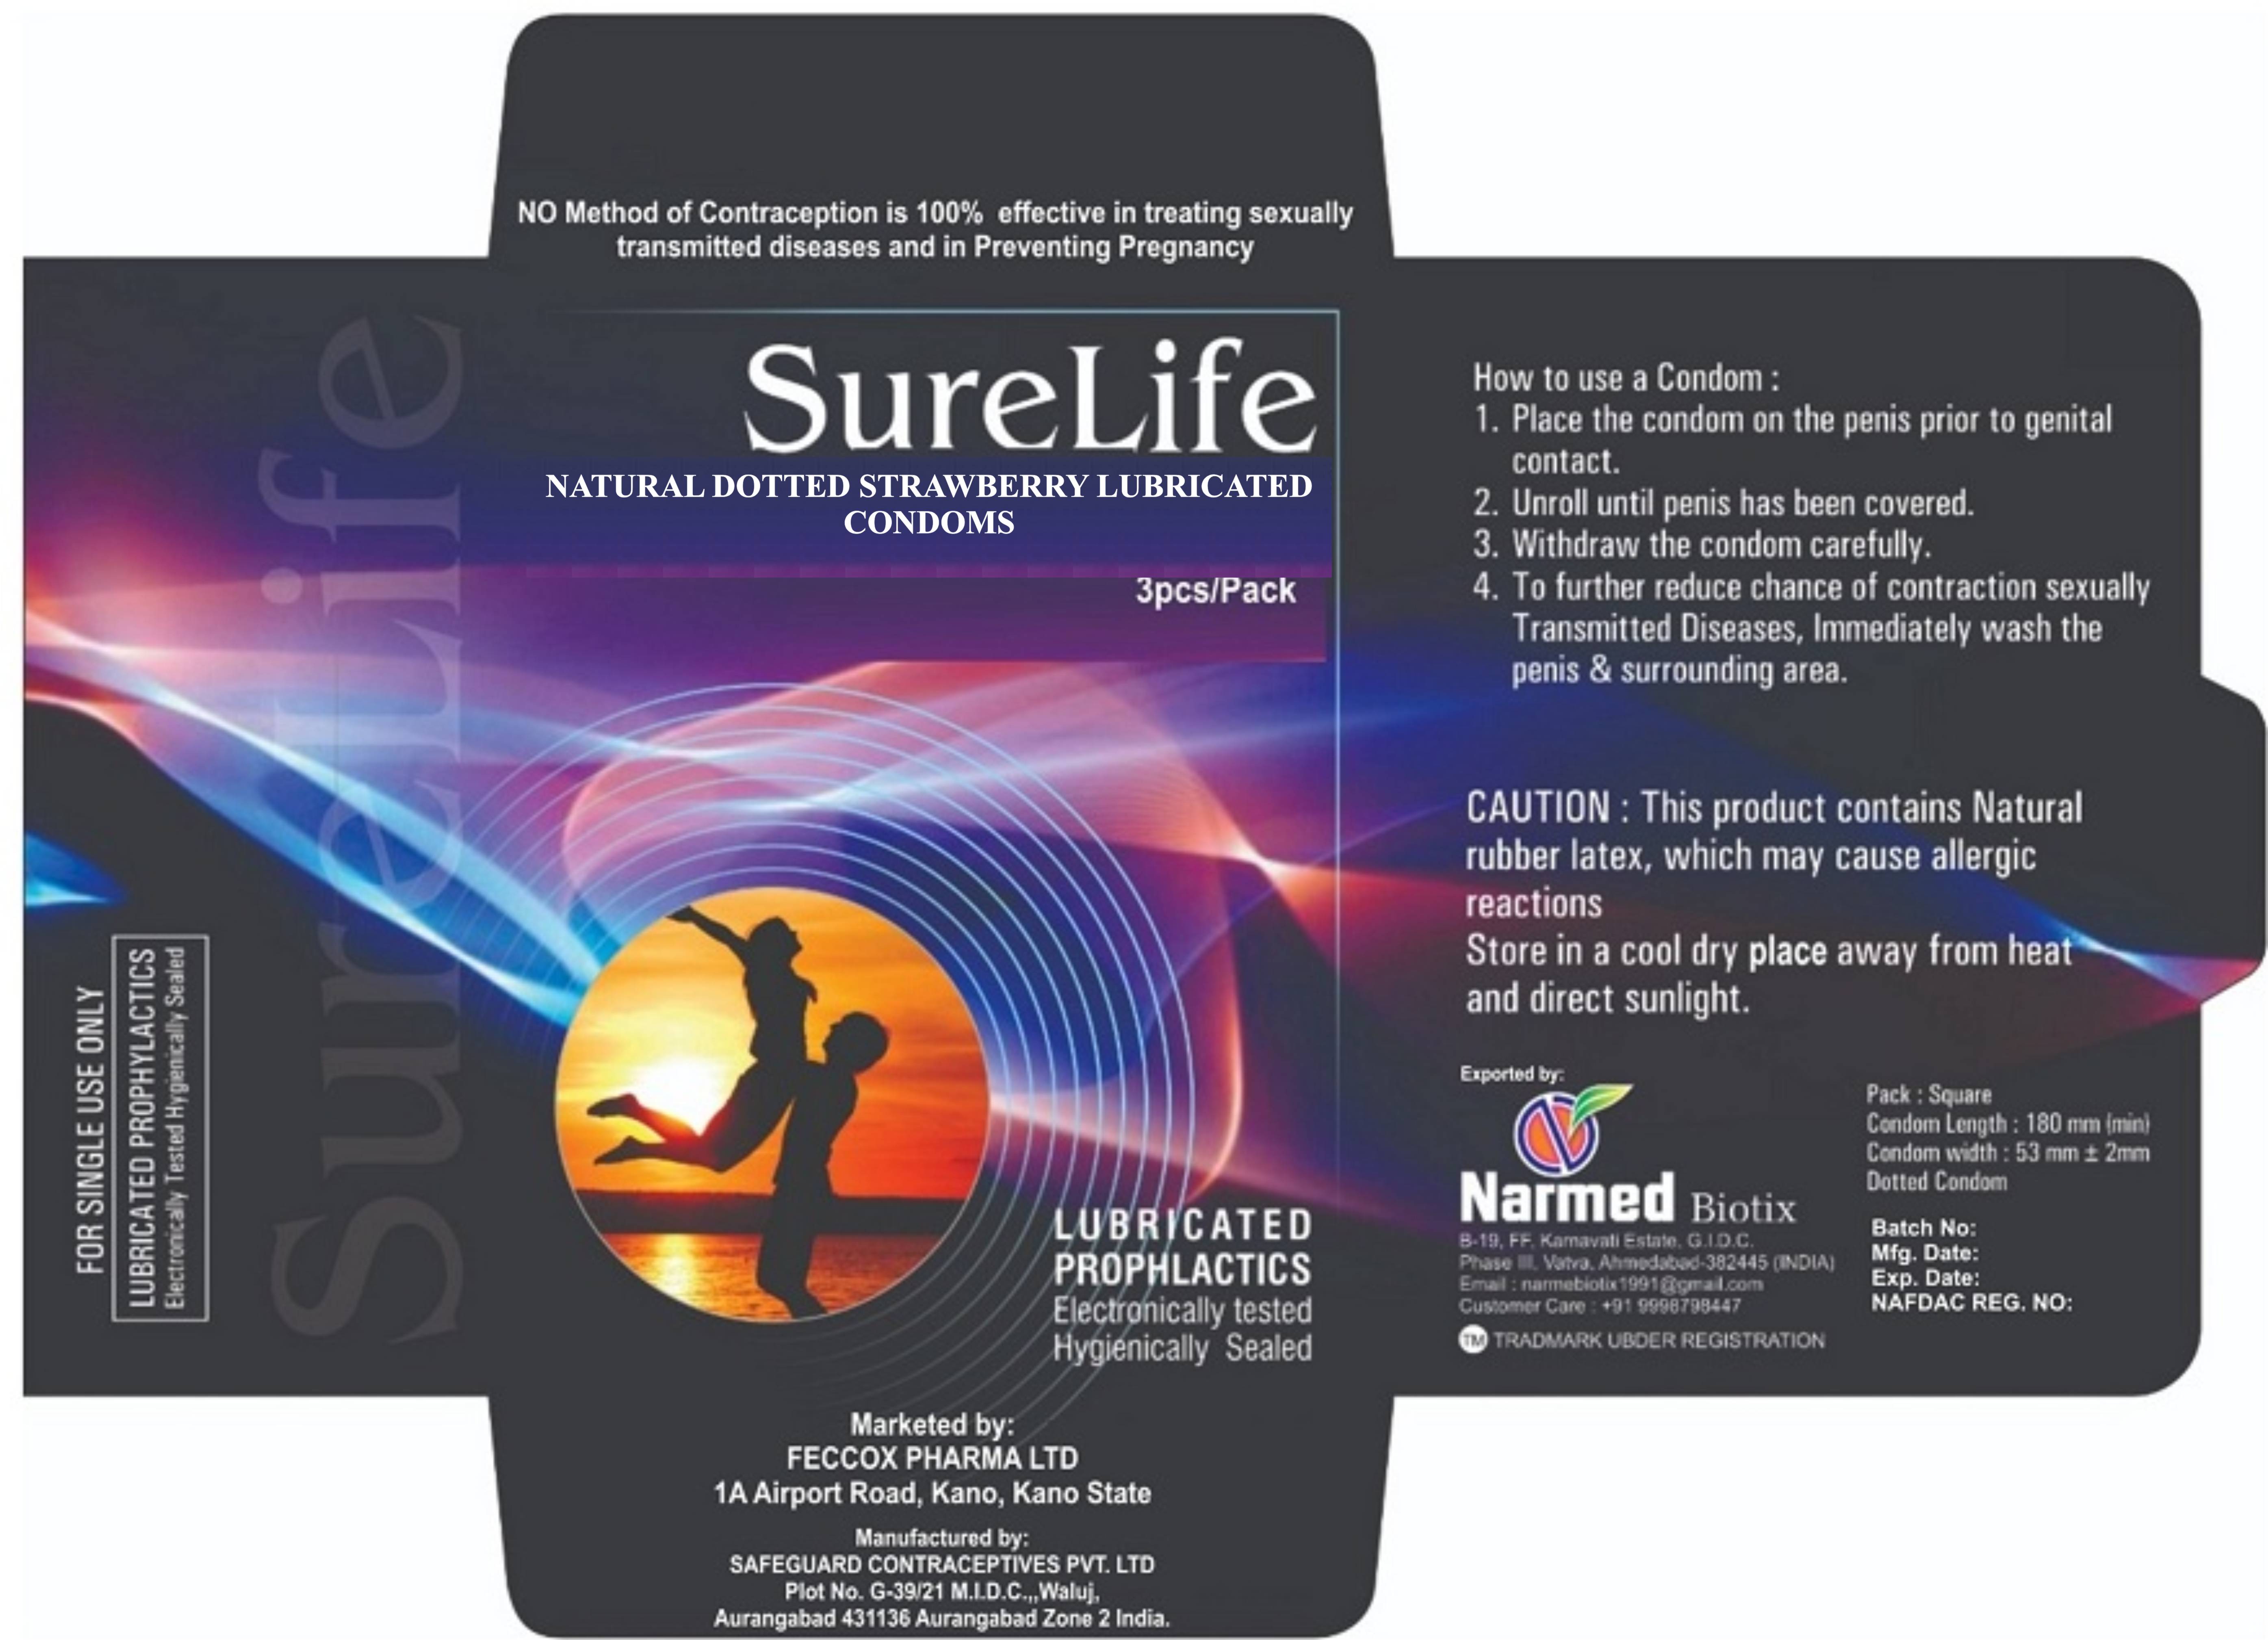 NO Method of Contraception is 100% effective in treating sexually
transmitted diseases and in Preventing Pregnancy
SureLife
FOR SINGLE USE ONLY
LUBRICATED PROPHYLACTICS
Electronically Tested Hygienically Sealed
SureLife
NATURAL DOTTED STRAWBERRY LUBRICATED
CONDOMS
3pcs/Pack
LUBRICATED
PROPHLACTICS
Electronically tested
Hygienically Sealed
Marketed by:
FECCOX PHARMA LTD
1A Airport Road, Kano, Kano State
Manufactured by:
SAFEGUARD CONTRACEPTIVES PVT. LTD
Plot No. G-39/21 M.I.D.C.,,Waluj,
Aurangabad 431136 Aurangabad Zone 2 India.
How to use a Condom :
1. Place the condom on the penis prior to genital
contact.
2. Unroll until penis has been covered.
3. Withdraw the condom carefully.
4. To further reduce chance of contraction sexually
Transmitted Diseases, Immediately wash the
penis & surrounding area.
CAUTION : This product contains Natural
rubber latex, which may cause allergic
reactions
Store in a cool dry place away from heat
and direct sunlight.
Exported by:
Narmed Biotix
B-19, FF, Karnavati Estate, G.I.D.C.
Phase III, Vatva, Ahmedabad-382445 (INDIA)
Email : narmebiotix1991@gmail.com
Customer Care : +91 9998798447
TM TRADMARK UBDER REGISTRATION
Pack : Square
Condom Length : 180 mm (min)
Condom width : 53 mm ± 2mm
Dotted Condom
Batch No:
Mfg. Date:
Exp. Date:
NAFDAC REG. NO: